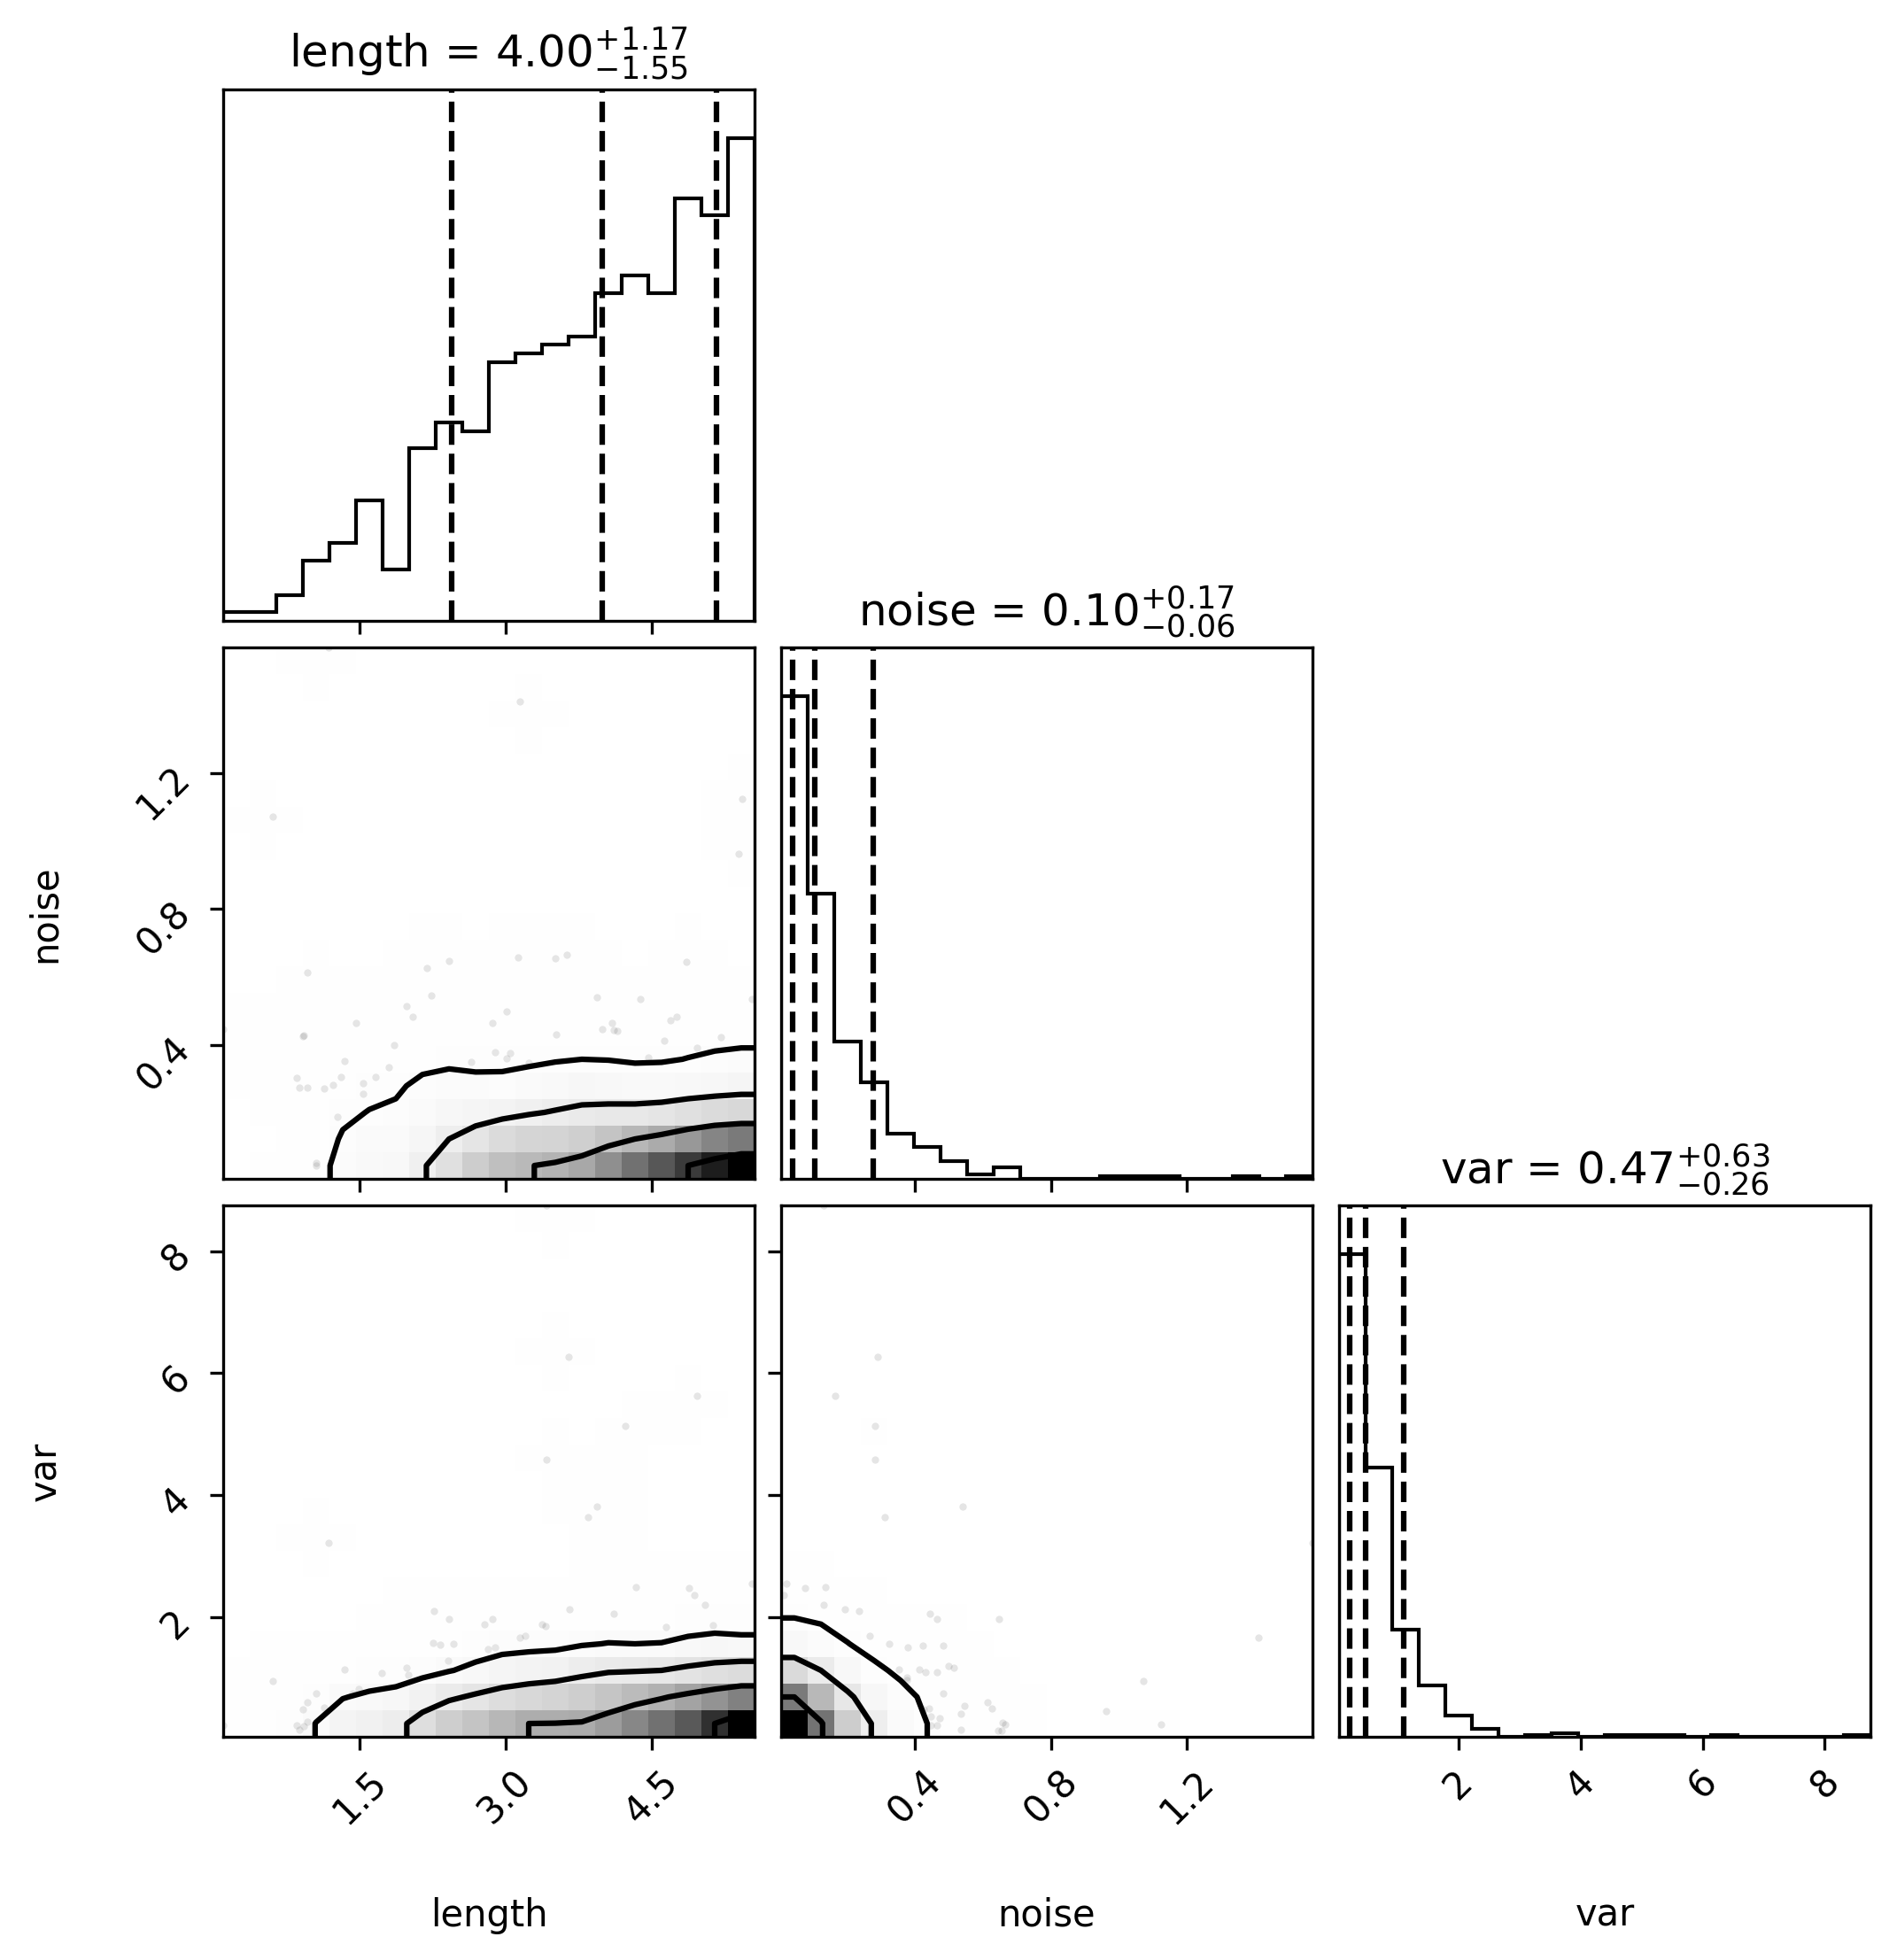 length = 4.00+1.17−1.55
noise = 0.10+0.17−0.06
1.2
0.8
0.4
noise
var = 0.47+0.63−0.26
8
6
4
2
var
1.5 3.0 4.5 0.4 0.8 1.2 2 4 6 8
length noise var